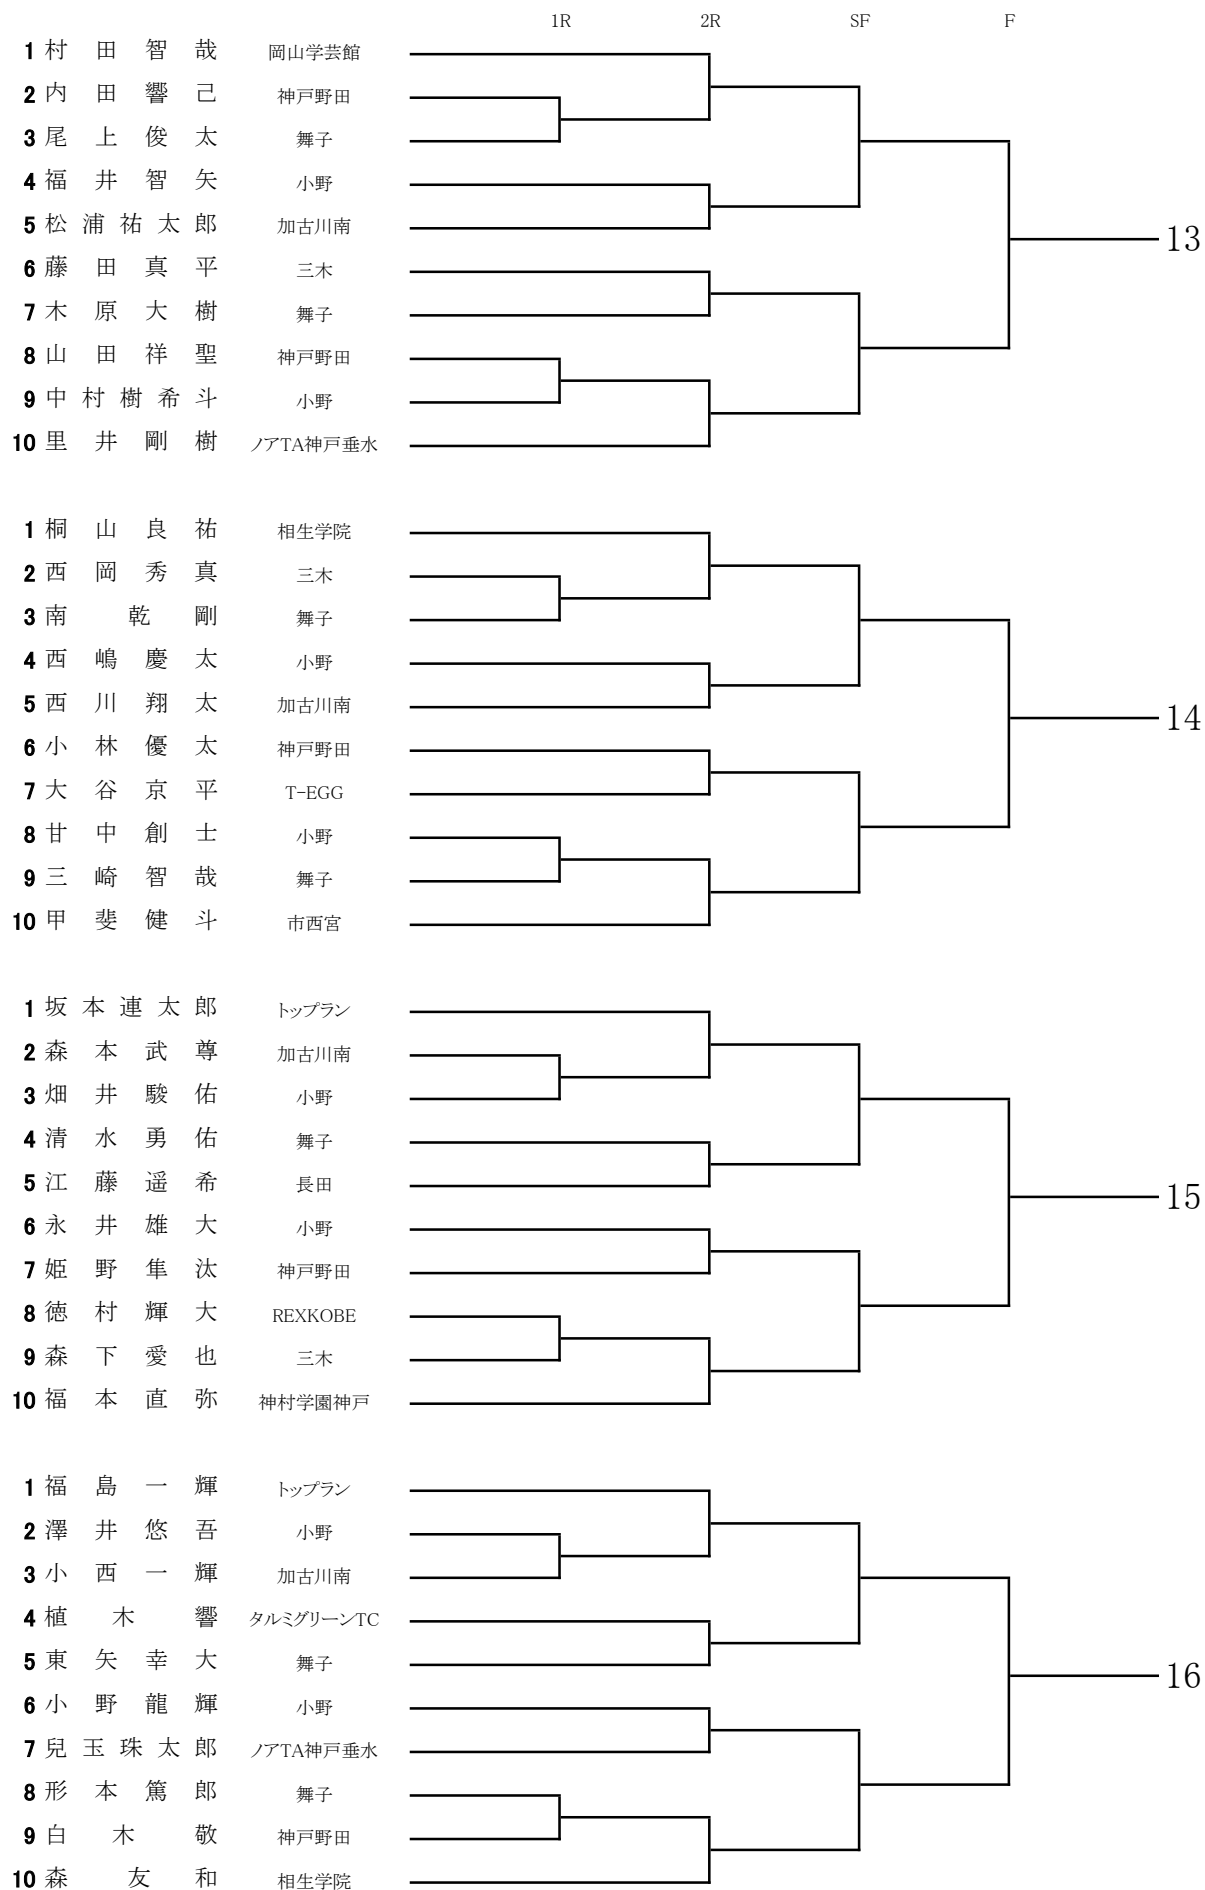 1R 2R SF F
1 村田智哉 岡山学芸館
2 内田響己 神戸野田
3 尾上俊太 舞子
4 福井智矢 小野
5 松浦祐太郎 加古川南
13
6 藤田真平 三木
7 木原大樹 舞子
8 山田祥聖 神戸野田
9 中村樹希斗 小野
10 里井剛樹 ノアTA神戸垂水
1 桐山良祐 相生学院
2 西岡秀真 三木
3 南乾剛 舞子
4 西嶋慶太 小野
5 西川翔太 加古川南
14
6 小林優太 神戸野田
7 大谷京平 T-EGG
8 甘中創士 小野
9 三崎智哉 舞子
10 甲斐健斗 市西宮
1 坂本連太郎 トップラン
2 森本武尊 加古川南
3 畑井駿佑 小野
4 清水勇佑 舞子
5 江藤遥希 長田
15
6 永井雄大 小野
7 姫野隼汰 神戸野田
8 徳村輝大 REXKOBE
9 森下愛也 三木
10 福本直弥 神村学園神戸
1 福島一輝 トップラン
2 澤井悠吾 小野
3 小西一輝 加古川南
4 植木響 タルミグリーンTC
5 東矢幸大 舞子
16
6 小野龍輝 小野
7 兒玉珠太郎 ノアTA神戸垂水
8 形本篤郎 舞子
9 白木敬 神戸野田
10 森友和 相生学院